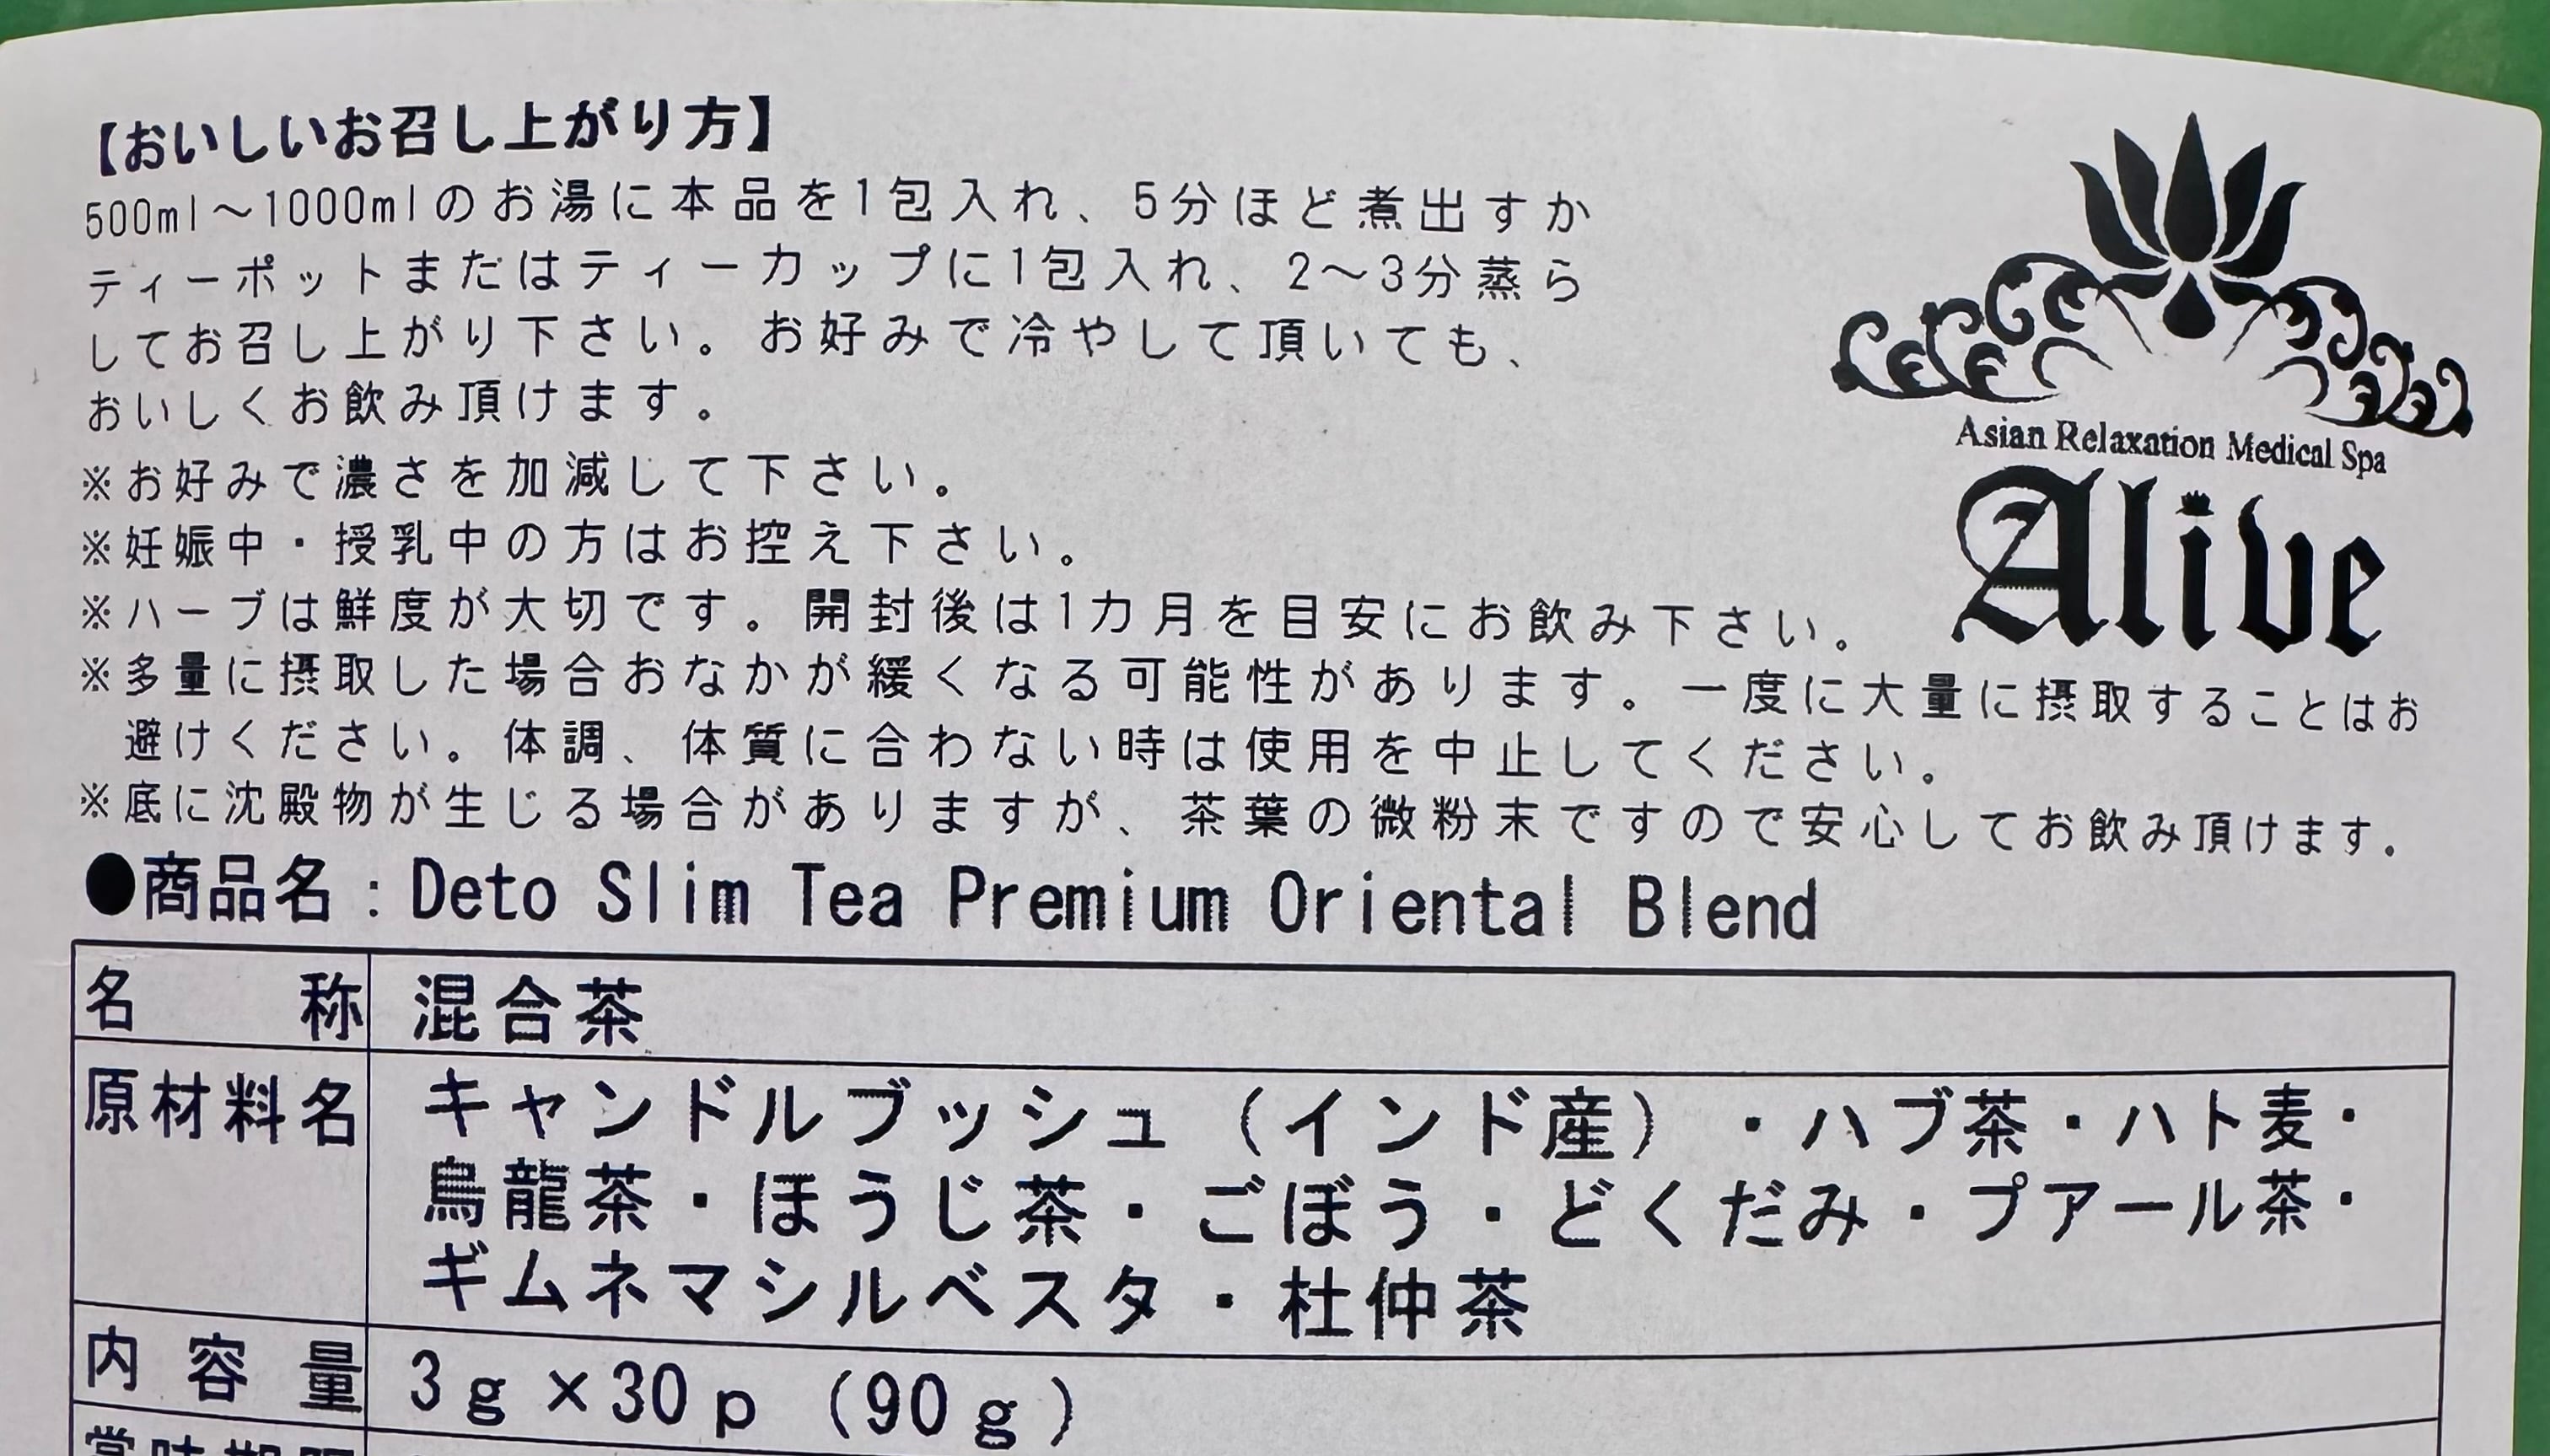 【おいしいお召し上がり方】
500ml～1000mlのお湯に本品を1包入れ、5分ほど煮出すか
ティーポットまたはティーカップに1包入れ、2～3分蒸ら
してお召し上がり下さい。お好みで冷やして頂いても、
おいしくお飲み頂けます。
※お好みで濃さを加減して下さい。
※妊娠中・授乳中の方はお控え下さい。
※ハーブは鮮度が大切です。開封後は1カ月を目安にお飲み下さい。
※多量に摂取した場合おなかが緩くなる可能性があります。一度に大量に摂取することはお
避けください。体調、体質に合わない時は使用を中止してください。
※底に沈殿物が生じる場合がありますが、茶葉の微粉末ですので安心してお飲み頂けます。
Asian Relaxation Medical Spa
Alive
●商品名：Deto Slim Tea Premium Oriental Blend
名称 混合茶
原材料名 キャンドルブッシュ（インド産）・ハブ茶・ハト麦・
烏龍茶・ほうじ茶・ごぼう・どくだみ・プアール茶・
ギムネマシルベスタ・杜仲茶
内容量 3g×30p（90g）
賞味期限